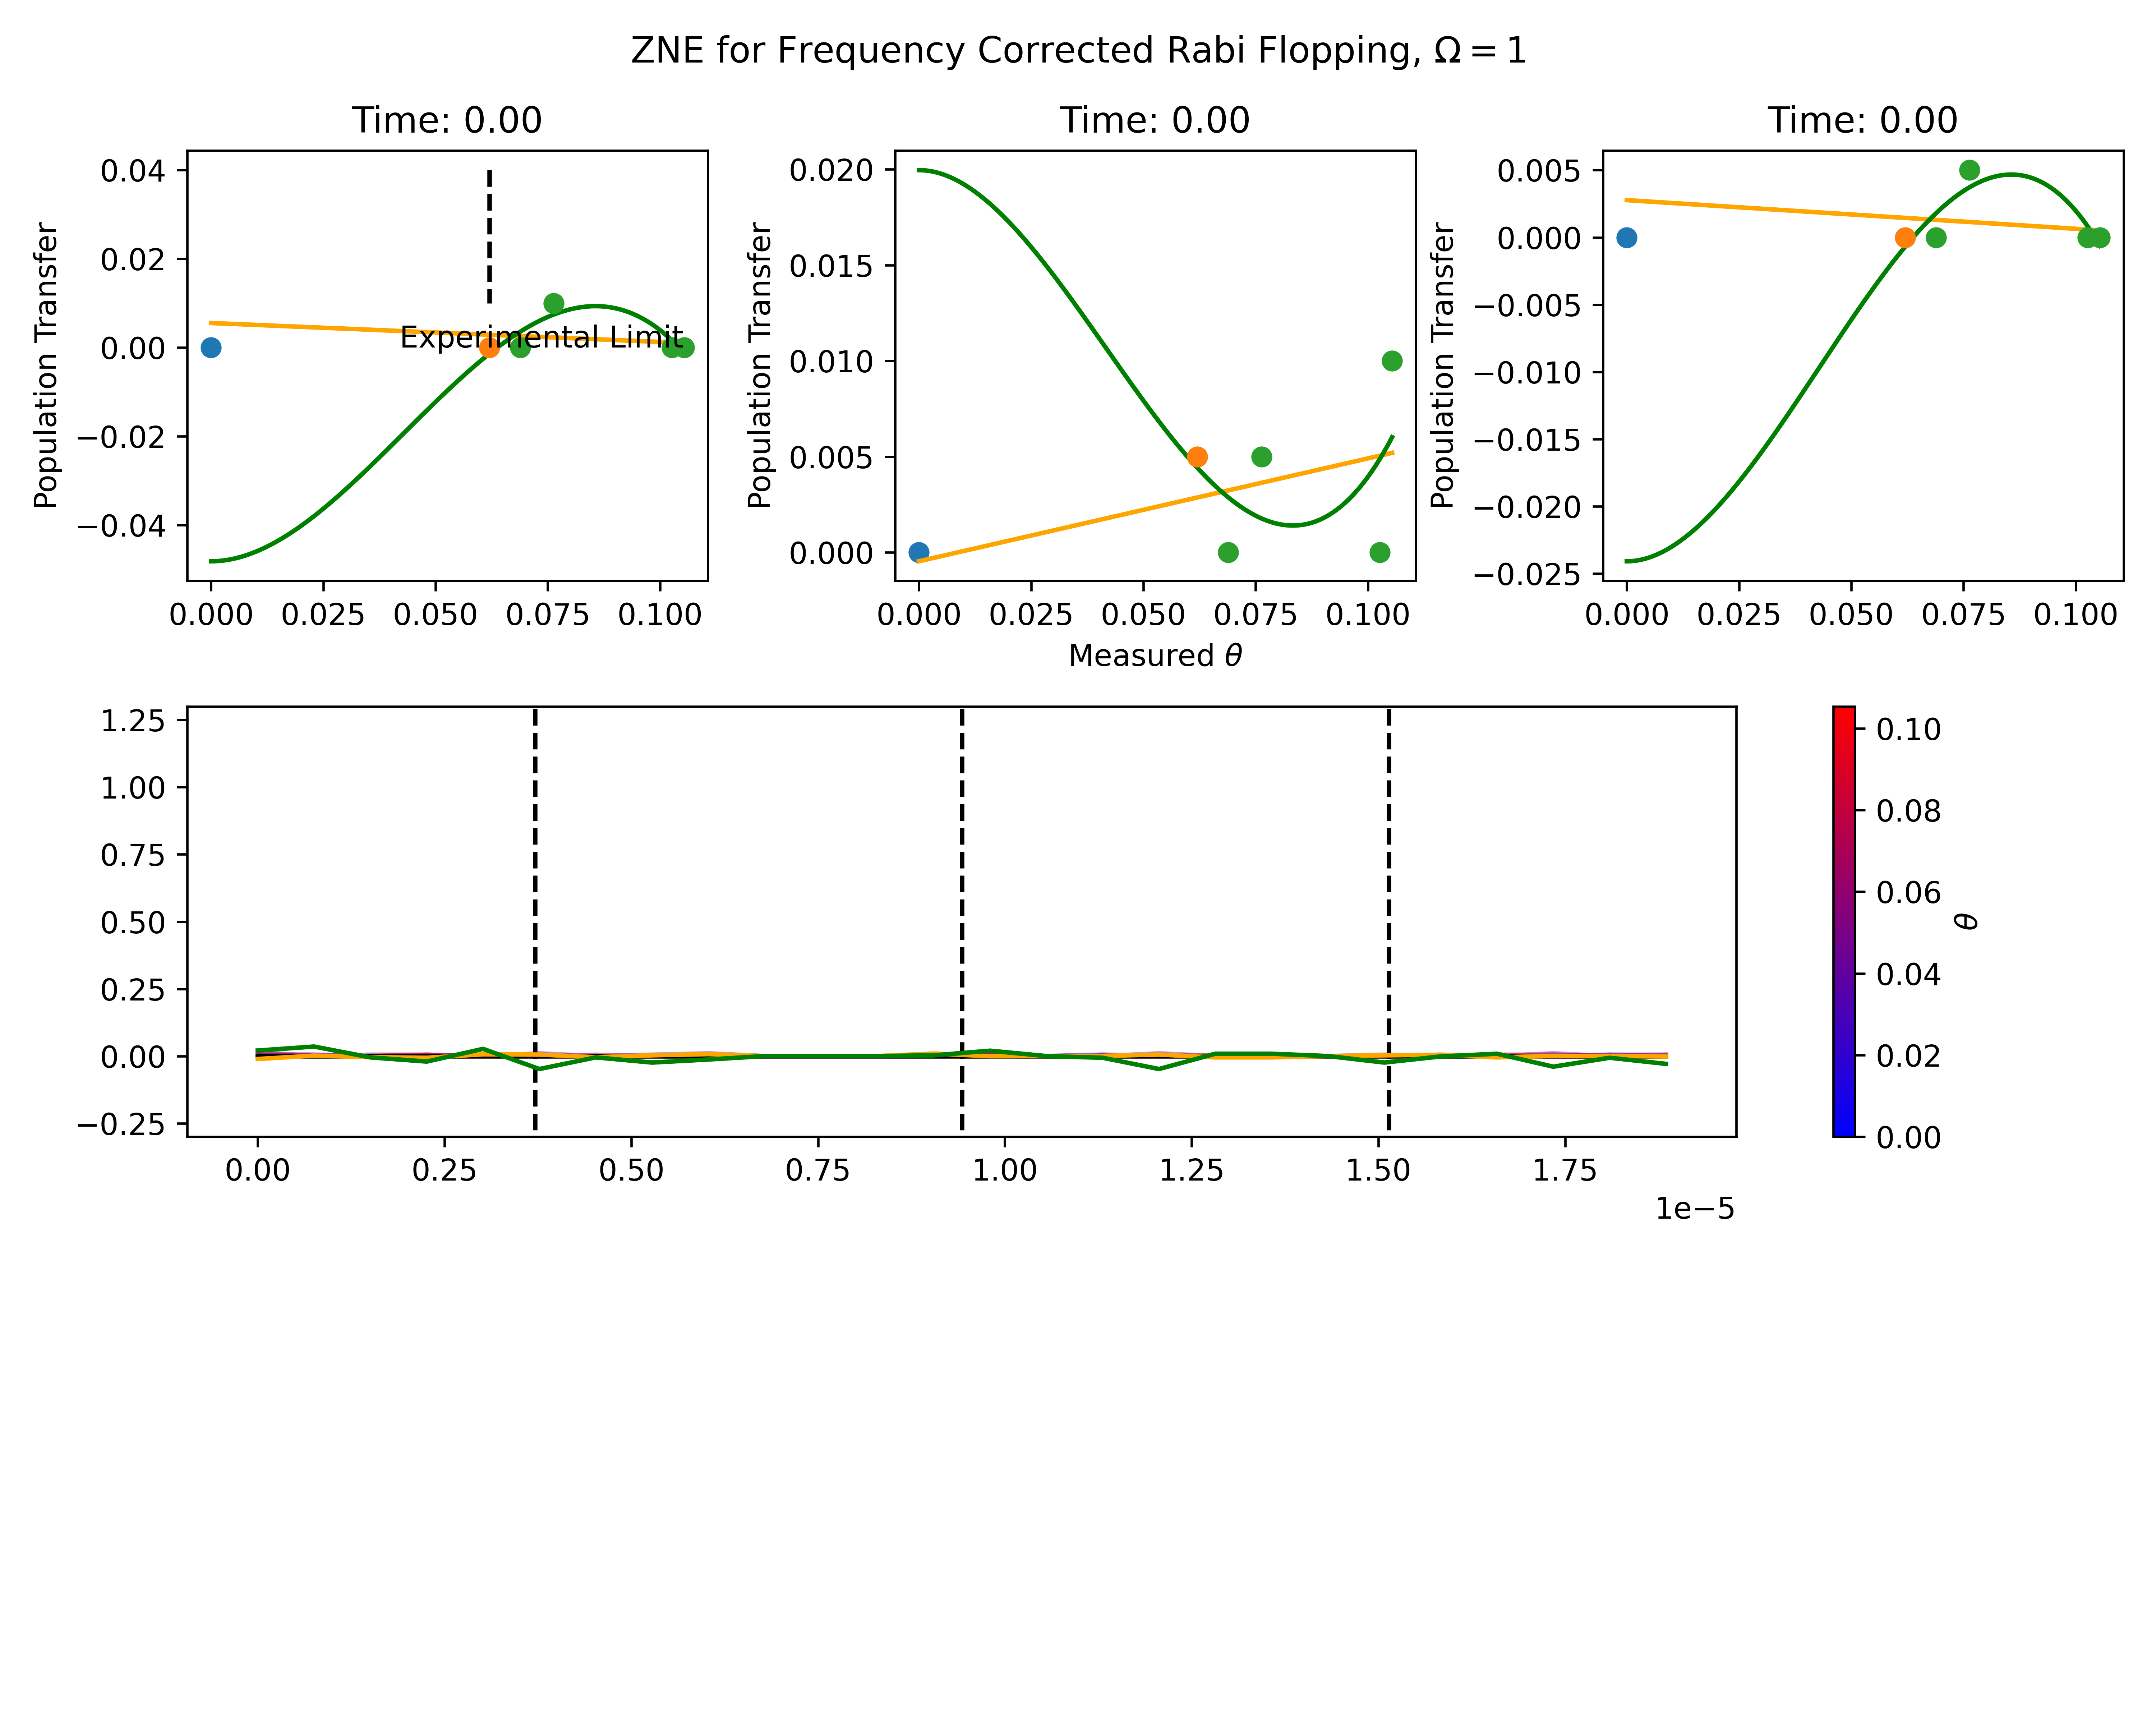 ZNE for Frequency Corrected Rabi Flopping, Ω = 1
Time: 0.00
Time: 0.00
Time: 0.00
Population Transfer
0.04
0.02
0.00
−0.02
−0.04
Experimental Limit
0.000 0.025 0.050 0.075 0.100
Population Transfer
0.020
0.015
0.010
0.005
0.000
0.000 0.025 0.050 0.075 0.100
Measured θ
Population Transfer
0.005
0.000
−0.005
−0.010
−0.015
−0.020
−0.025
0.000 0.025 0.050 0.075 0.100
1.25
1.00
0.75
0.50
0.25
0.00
−0.25
0.00 0.25 0.50 0.75 1.00 1.25 1.50 1.75
1e−5
0.10
0.08
0.06
0.04
0.02
0.00
θ